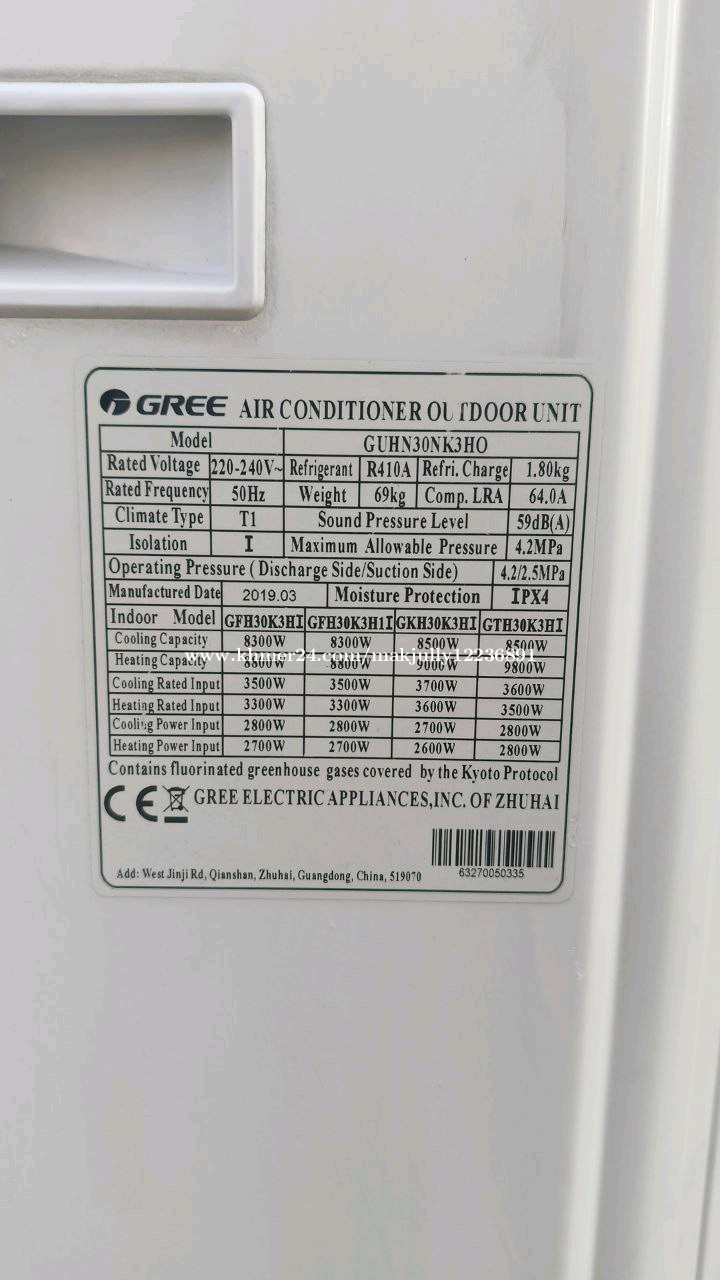 GREE AIR CONDITIONER OUTDOOR UNIT
Model GUHN30NK3HO
Rated Voltage 220-240V~ Refrigerant R410A Refri. Charge 1.80kg
Rated Frequency 50Hz Weight 69kg Comp. LRA 64.0A
Climate Type T1 Sound Pressure Level 59dB(A)
Isolation I Maximum Allowable Pressure 4.2MPa
Operating Pressure (Discharge Side/Suction Side) 4.2/2.5MPa
Manufactured Date 2019.03 Moisture Protection IPX4
Indoor Model GFH30K3HI GFH30K3H1I GKH30K3HI GTH30K3HI
Cooling Capacity 8300W 8300W 8500W 8500W
www.khmer24.com/makjully12236891
Heating Capacity 9000W 9800W
Cooling Rated Input 3500W 3500W 3700W 3600W
Heating Rated Input 3300W 3300W 3600W 3500W
Cooling Power Input 2800W 2800W 2700W 2800W
Heating Power Input 2700W 2700W 2600W 2800W
Contains fluorinated greenhouse gases covered by the Kyoto Protocol
CE GREE ELECTRIC APPLIANCES,INC. OF ZHUHAI
63270050335
Add: West Jinji Rd, Qianshan, Zhuhai, Guangdong, China, 519070